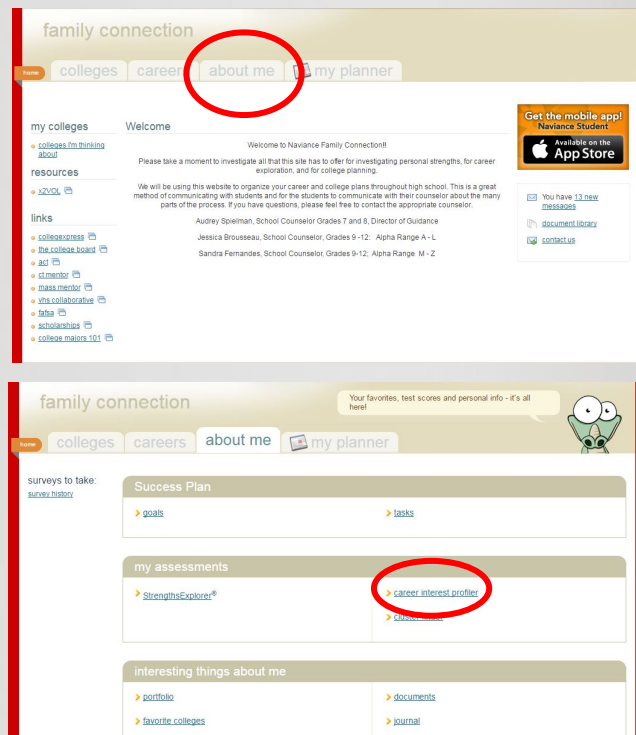 family connection
home
colleges
careers
about me
my planner
my colleges
colleges I'm thinking
about
resources
x2VOL
links
collegexpress
the college board
act
ct mentor
mass mentor
vhs collaborative
fafsa
scholarships
college majors 101
Welcome
Welcome to Naviance Family Connection!!
Please take a moment to investigate all that this site has to offer for investigating personal strengths, for career
exploration, and for college planning.
We will be using this website to organize your career and college plans throughout high school. This is a great
method of communicating with students and for the students to communicate with their counselor about the many
parts of the process. If you have questions, please feel free to contact the appropriate counselor.
Audrey Spielman, School Counselor Grades 7 and 8, Director of Guidance
Jessica Brousseau, School Counselor, Grades 9 -12: Alpha Range A - L
Sandra Fernandes, School Counselor, Grades 9-12; Alpha Range M - Z
Get the mobile app!
Naviance Student
Available on the
App Store
You have 13 new
messages
document library
contact us
family connection
Your favorites, test scores and personal info - it's all
here!
home
colleges
careers
about me
my planner
surveys to take:
survey history
Success Plan
goals
tasks
my assessments
StrengthsExplorer®
career interest profiler
cluster finder
interesting things about me
portfolio
documents
favorite colleges
journal